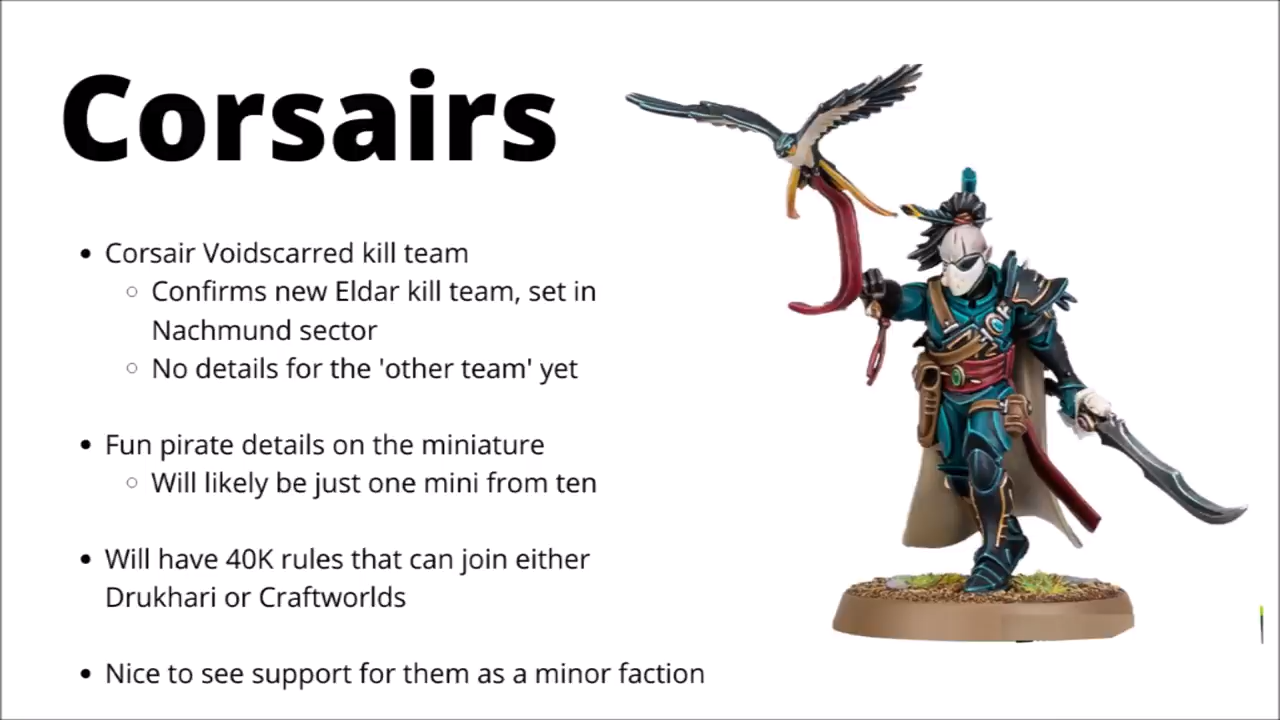 Corsairs
• Corsair Voidscarred kill team
○ Confirms new Eldar kill team, set in
Nachmund sector
○ No details for the 'other team' yet
• Fun pirate details on the miniature
○ Will likely be just one mini from ten
• Will have 40K rules that can join either
Drukhari or Craftworlds
• Nice to see support for them as a minor faction